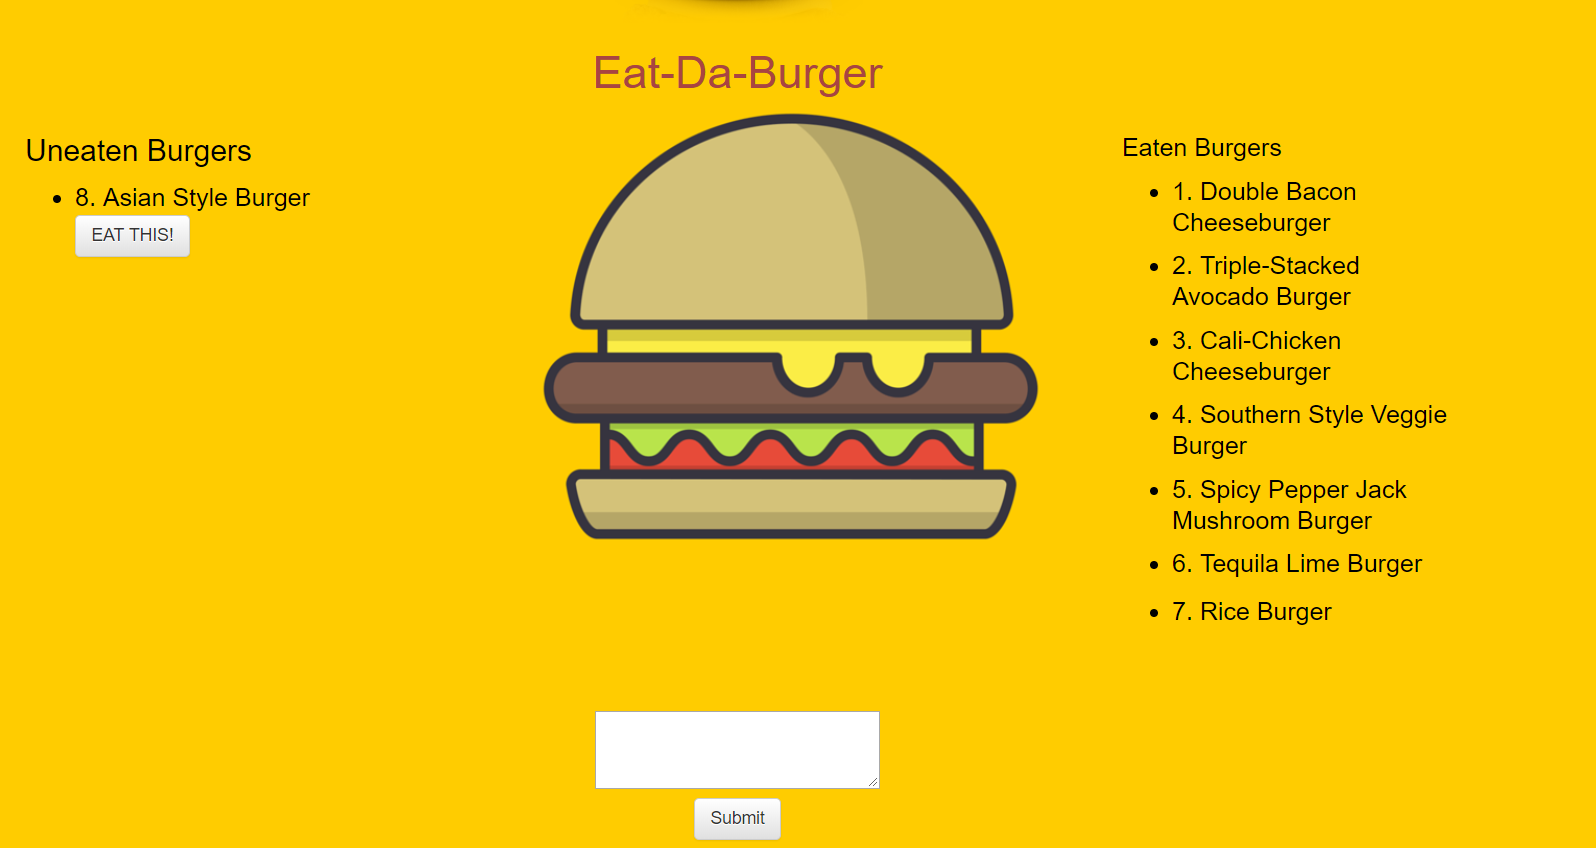 Eat-Da-Burger
Uneaten Burgers
8. Asian Style Burger
EAT THIS!
Eaten Burgers
1. Double Bacon
Cheeseburger
2. Triple-Stacked
Avocado Burger
3. Cali-Chicken
Cheeseburger
4. Southern Style Veggie
Burger
5. Spicy Pepper Jack
Mushroom Burger
6. Tequila Lime Burger
7. Rice Burger
Submit